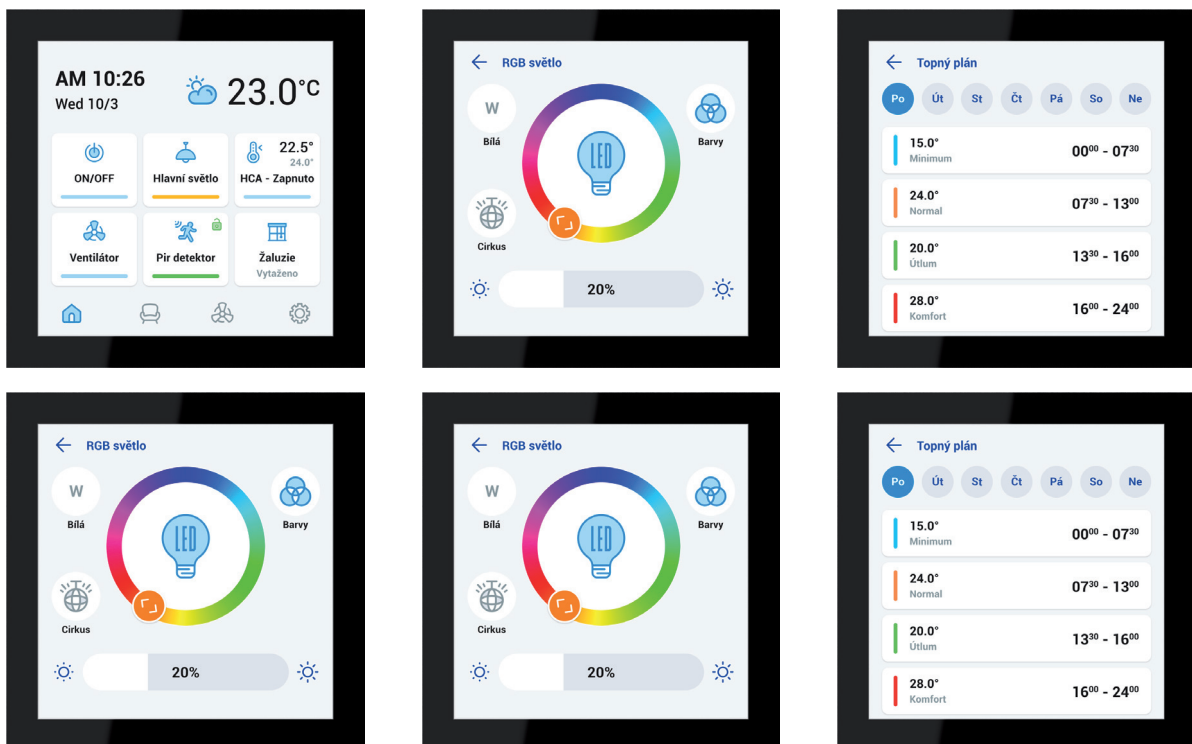 AM 10:26
Wed 10/3
23.0°C
ON/OFF
Hlavní světlo
22.5°
24.0°
HCA - Zapnuto
Ventilátor
Pir detektor
Žaluzie
Vytaženo
RGB světlo
W
Bílá
Barvy
LED
Cirkus
20%
Topný plán
Po Út St Čt Pá So Ne
15.0°
Minimum
00⁰⁰ - 07³⁰
24.0°
Normal
07³⁰ - 13⁰⁰
20.0°
Útlum
13³⁰ - 16⁰⁰
28.0°
Komfort
16⁰⁰ - 24⁰⁰
RGB světlo
W
Bílá
Barvy
LED
Cirkus
20%
RGB světlo
W
Bílá
Barvy
LED
Cirkus
20%
Topný plán
Po Út St Čt Pá So Ne
15.0°
Minimum
00⁰⁰ - 07³⁰
24.0°
Normal
07³⁰ - 13⁰⁰
20.0°
Útlum
13³⁰ - 16⁰⁰
28.0°
Komfort
16⁰⁰ - 24⁰⁰